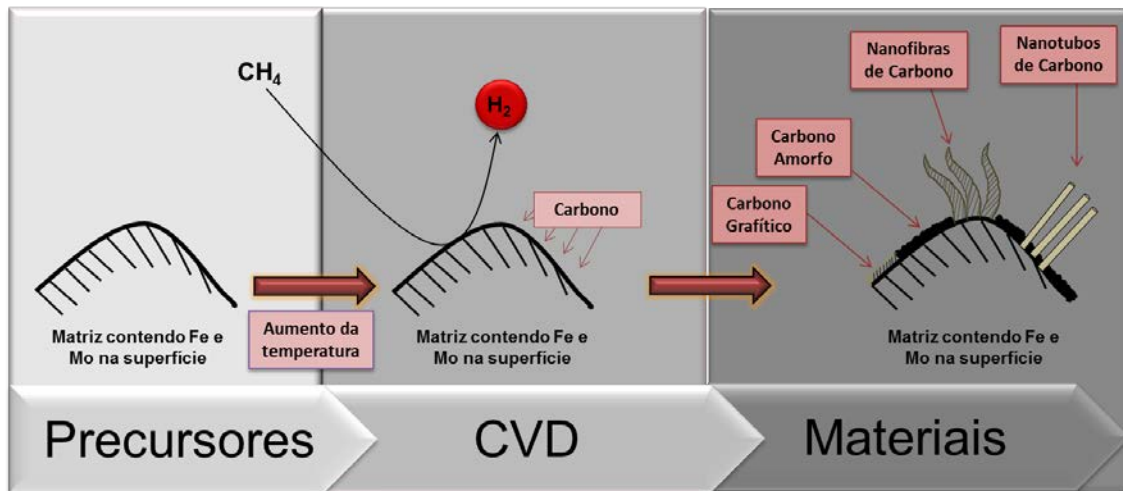 Matriz contendo Fe e
Mo na superfície
Precursores
Aumento da
temperatura
CH4
H2
Carbono
Matriz contendo Fe e
Mo na superfície
CVD
Nanofibras
de Carbono
Nanotubos
de Carbono
Carbono
Amorfo
Carbono
Grafítico
Matriz contendo Fe e
Mo na superfície
Materiais